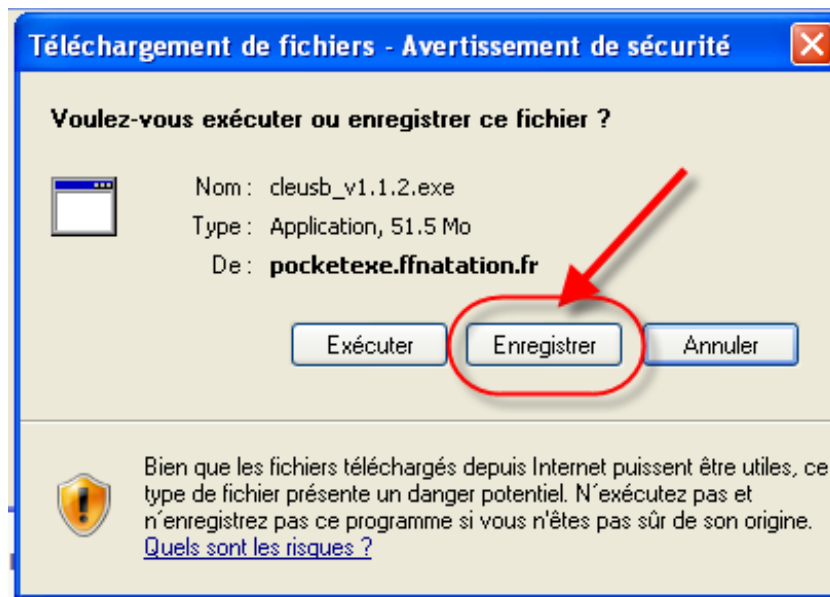 Téléchargement de fichiers - Avertissement de sécurité
Voulez-vous exécuter ou enregistrer ce fichier ?
Nom : cleusb_v1.1.2.exe
Type : Application, 51.5 Mo
De : pocketexe.ffnatation.fr
Exécuter Enregistrer Annuler
Bien que les fichiers téléchargés depuis Internet puissent être utiles, ce
type de fichier présente un danger potentiel. N´exécutez pas et
n´enregistrez pas ce programme si vous n'êtes pas sûr de son origine.
Quels sont les risques ?